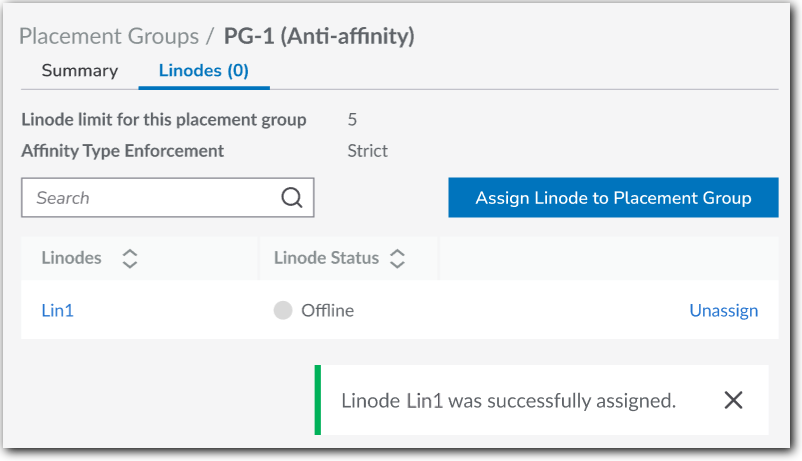 Placement Groups / PG-1 (Anti-affinity)
Summary Linodes (0)
Linode limit for this placement group 5
Affinity Type Enforcement Strict
Search Assign Linode to Placement Group
Linodes Linode Status
Lin1 Offline Unassign
Linode Lin1 was successfully assigned.